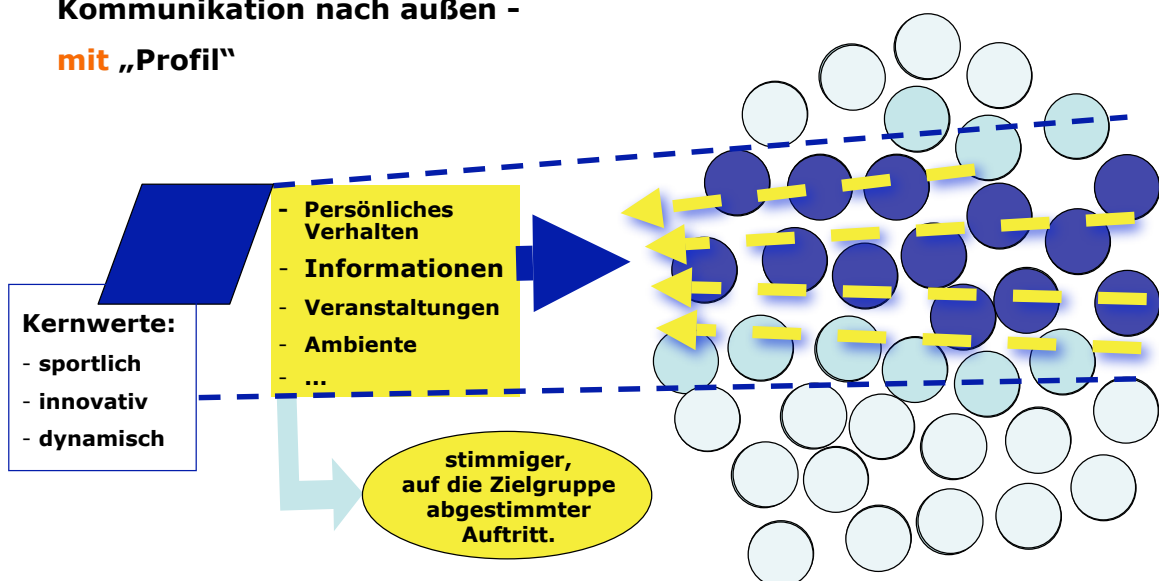 Kommunikation nach außen -
mit „Profil“
- Persönliches
Verhalten
- Informationen
- Veranstaltungen
- Ambiente
- ...
Kernwerte:
- sportlich
- innovativ
- dynamisch
stimmiger,
auf die Zielgruppe
abgestimmter
Auftritt.